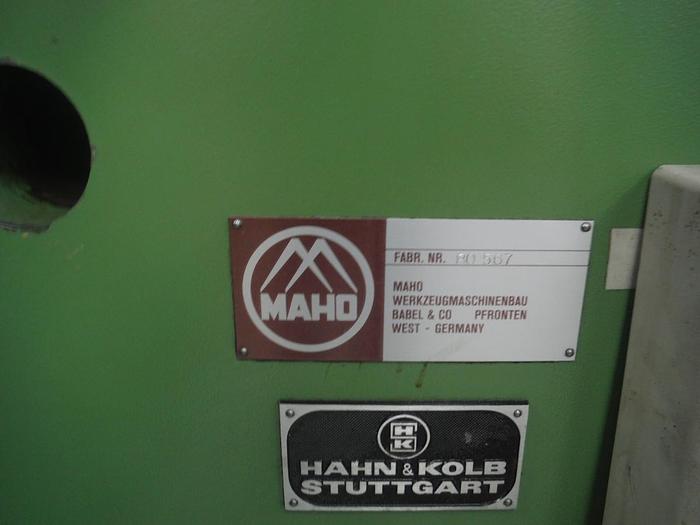 MAHO
FABR. NR.
MAHO
WERKZEUGMASCHINENBAU
BABEL & CO PFRONTEN
WEST - GERMANY
HK
HAHN & KOLB
STUTTGART